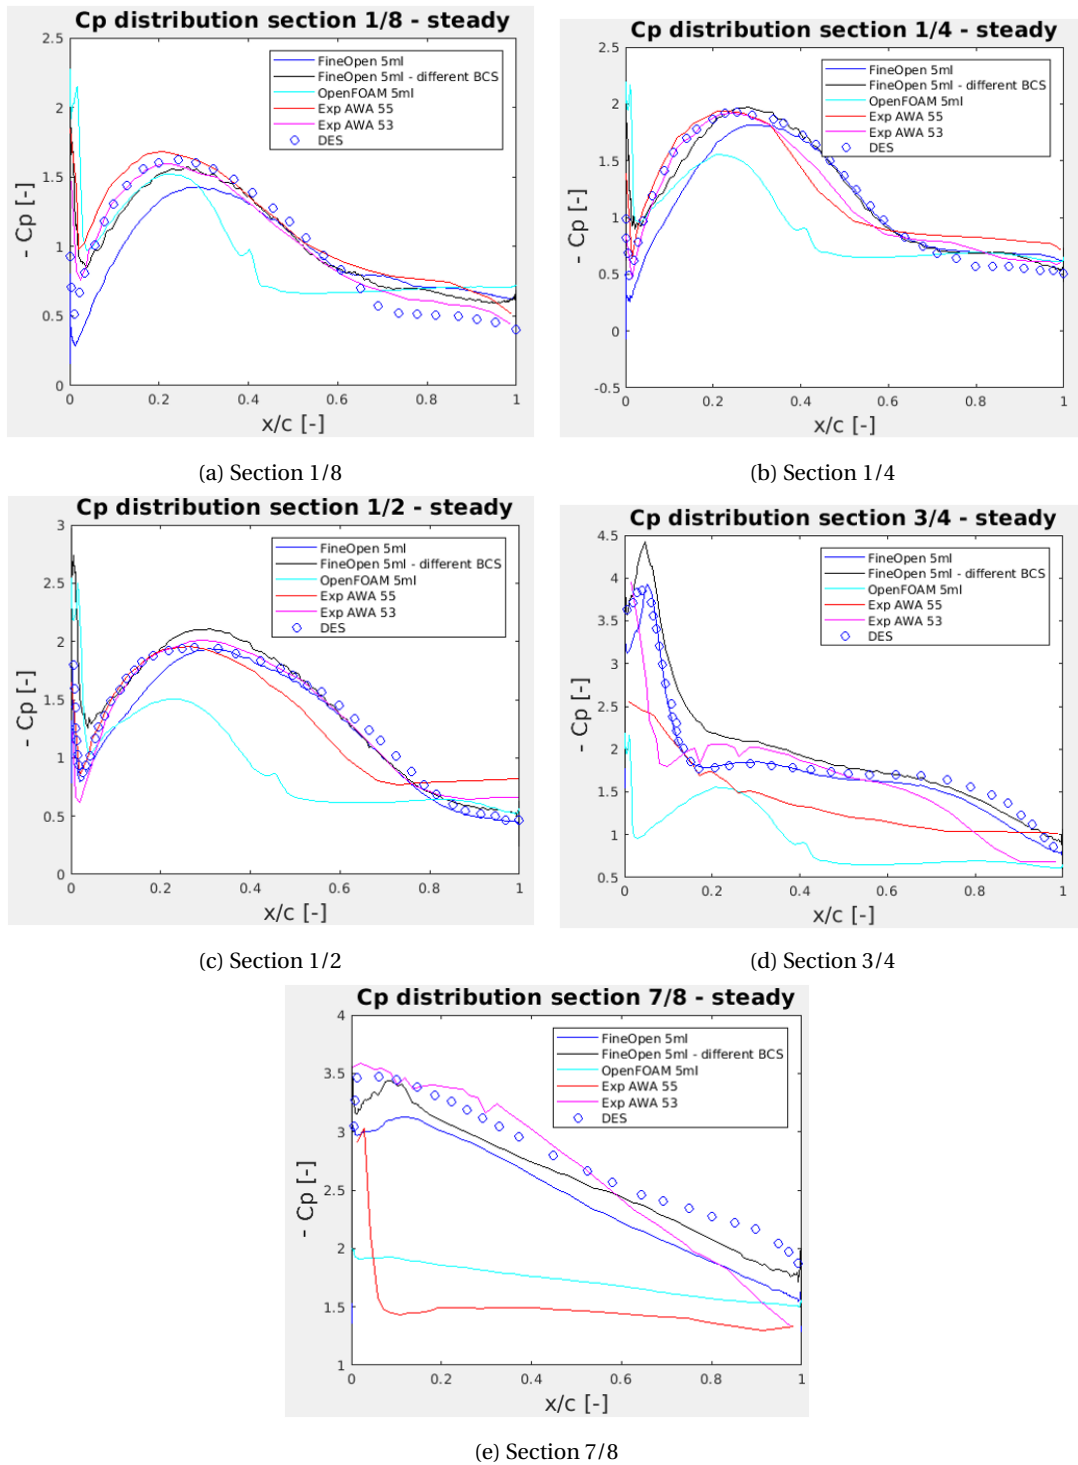 Cp distribution section 1/8 - steady
2.5
2
1.5
1
0.5
0
- Cp [-]
0 0.2 0.4 0.6 0.8 1
x/c [-]
FineOpen 5ml
FineOpen 5ml - different BCS
OpenFOAM 5ml
Exp AWA 55
Exp AWA 53
DES
(a) Section 1/8
Cp distribution section 1/4 - steady
2.5
2
1.5
1
0.5
0
-0.5
- Cp [-]
0 0.2 0.4 0.6 0.8 1
x/c [-]
FineOpen 5ml
FineOpen 5ml - different BCS
OpenFOAM 5ml
Exp AWA 55
Exp AWA 53
DES
(b) Section 1/4
Cp distribution section 1/2 - steady
3
2.5
2
1.5
1
0.5
0
- Cp [-]
0 0.2 0.4 0.6 0.8 1
x/c [-]
FineOpen 5ml
FineOpen 5ml - different BCS
OpenFOAM 5ml
Exp AWA 55
Exp AWA 53
DES
(c) Section 1/2
Cp distribution section 3/4 - steady
4.5
4
3.5
3
2.5
2
1.5
1
0.5
- Cp [-]
0 0.2 0.4 0.6 0.8 1
x/c [-]
FineOpen 5ml
FineOpen 5ml - different BCS
OpenFOAM 5ml
Exp AWA 55
Exp AWA 53
DES
(d) Section 3/4
Cp distribution section 7/8 - steady
4
3.5
3
2.5
2
1.5
1
- Cp [-]
0 0.2 0.4 0.6 0.8 1
x/c [-]
FineOpen 5ml
FineOpen 5ml - different BCS
OpenFOAM 5ml
Exp AWA 55
Exp AWA 53
DES
(e) Section 7/8